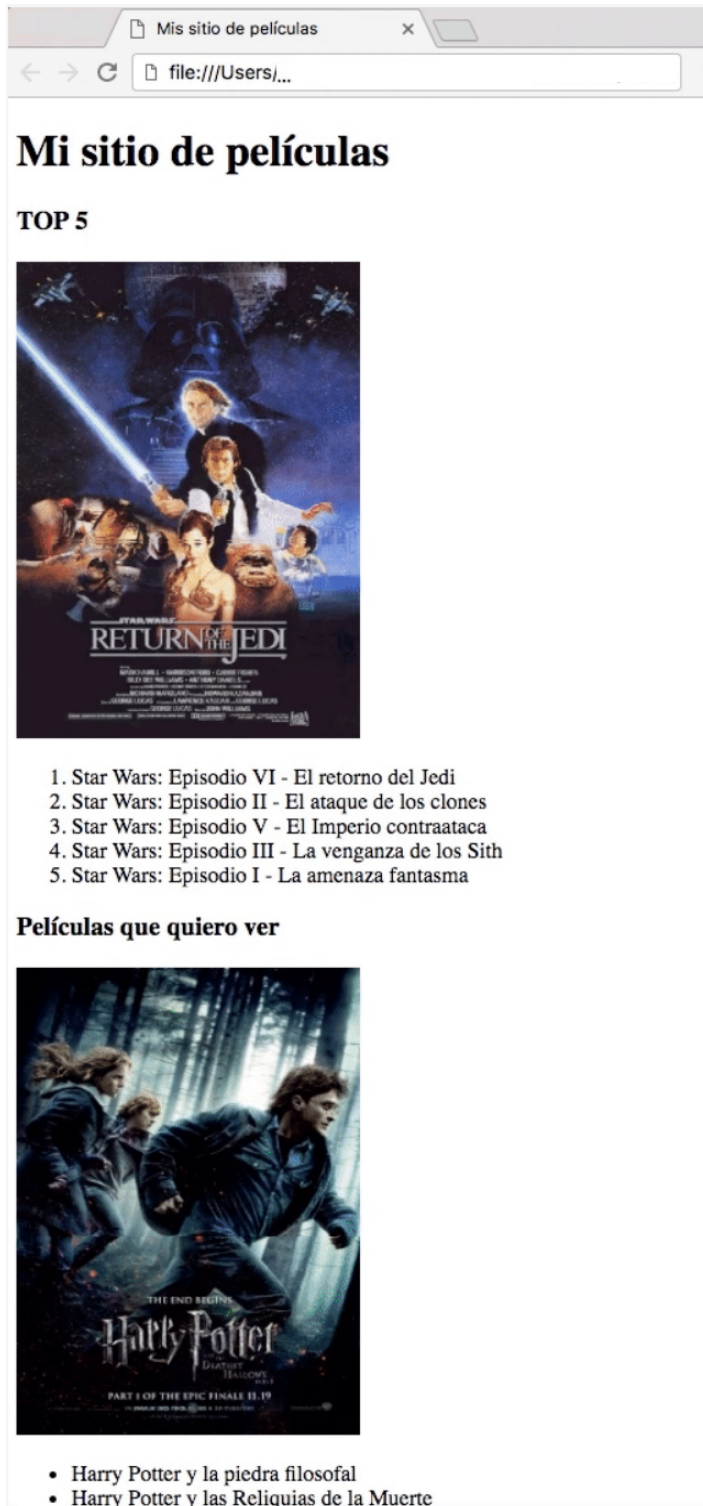 Mis sitio de películas
file:///Users/...
Mi sitio de películas
TOP 5
STAR WARS
RETURN OF THE JEDI
1. Star Wars: Episodio VI - El retorno del Jedi
2. Star Wars: Episodio II - El ataque de los clones
3. Star Wars: Episodio V - El Imperio contraataca
4. Star Wars: Episodio III - La venganza de los Sith
5. Star Wars: Episodio I - La amenaza fantasma
Películas que quiero ver
THE END BEGINS
Harry Potter
DEATHLY
HALLOWS
PART 1 OF THE EPIC FINALE 11.19
• Harry Potter y la piedra filosofal
• Harry Potter y las Reliquias de la Muerte